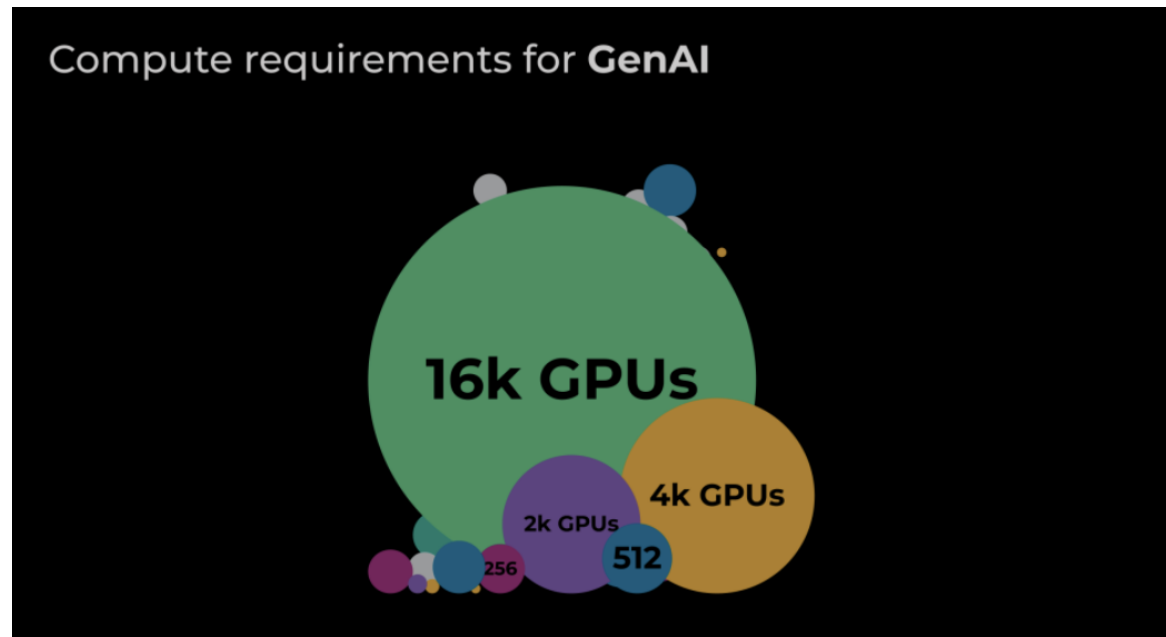 Compute requirements for GenAI
16k GPUs
4k GPUs
2k GPUs
512
256